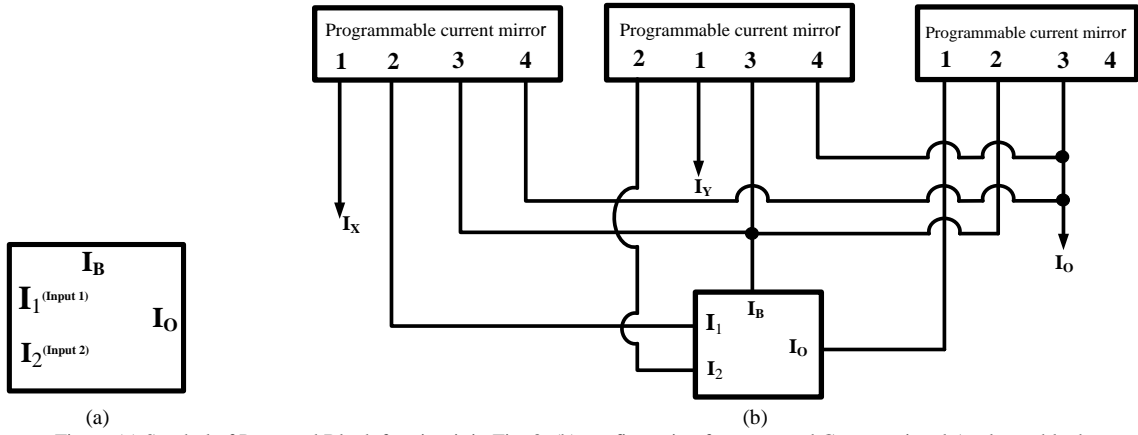 Programmable current mirror
1 2 3 4
Programmable current mirror
2 1 3 4
Programmable current mirror
1 2 3 4
I_X
I_Y
I_O
I_B
I_1 (Input 1)
I_O
I_2 (Input 2)
I_B
I_1
I_O
I_2
(a)
(b)